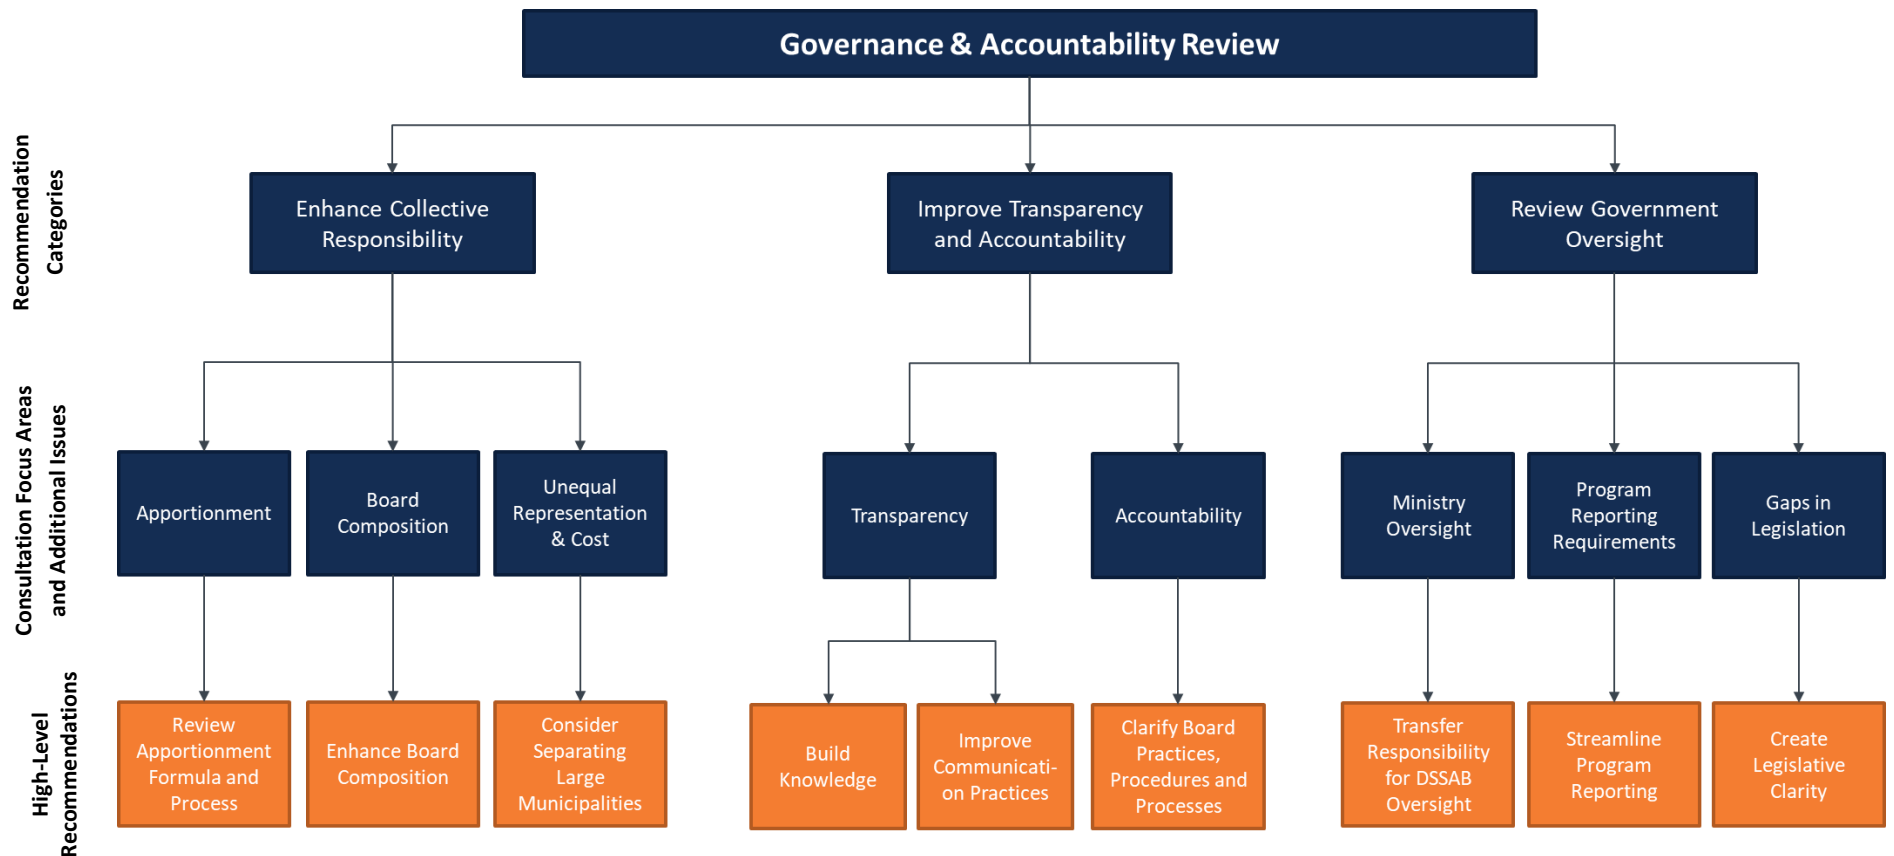 Governance & Accountability Review
Recommendation
Categories
Enhance Collective
Responsibility
Improve Transparency
and Accountability
Review Government
Oversight
Consultation Focus Areas
and Additional Issues
Apportionment
Board
Composition
Unequal
Representation
& Cost
Transparency
Accountability
Ministry
Oversight
Program
Reporting
Requirements
Gaps in
Legislation
High-Level
Recommendations
Review
Apportionment
Formula and
Process
Enhance Board
Composition
Consider
Separating
Large
Municipalities
Build
Knowledge
Improve
Communicati-
on Practices
Clarify Board
Practices,
Procedures and
Processes
Transfer
Responsibility
for DSSAB
Oversight
Streamline
Program
Reporting
Create
Legislative
Clarity